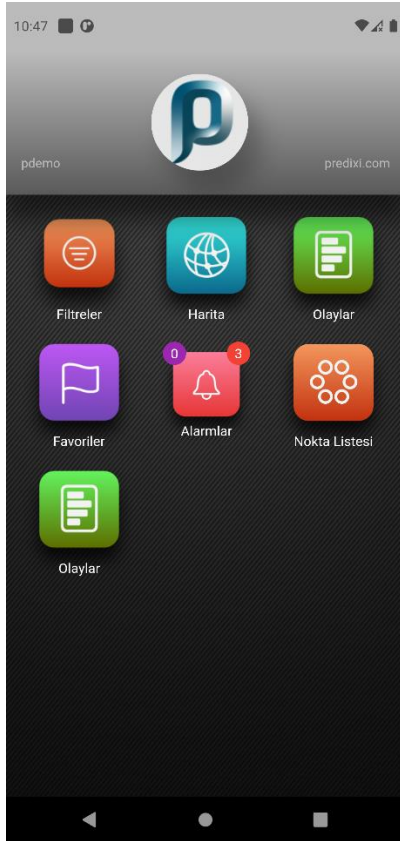 10:47
p
pdemo
predixi.com
Filtreler
Harita
Olaylar
0
3
Favoriler
Alarmlar
Nokta Listesi
Olaylar